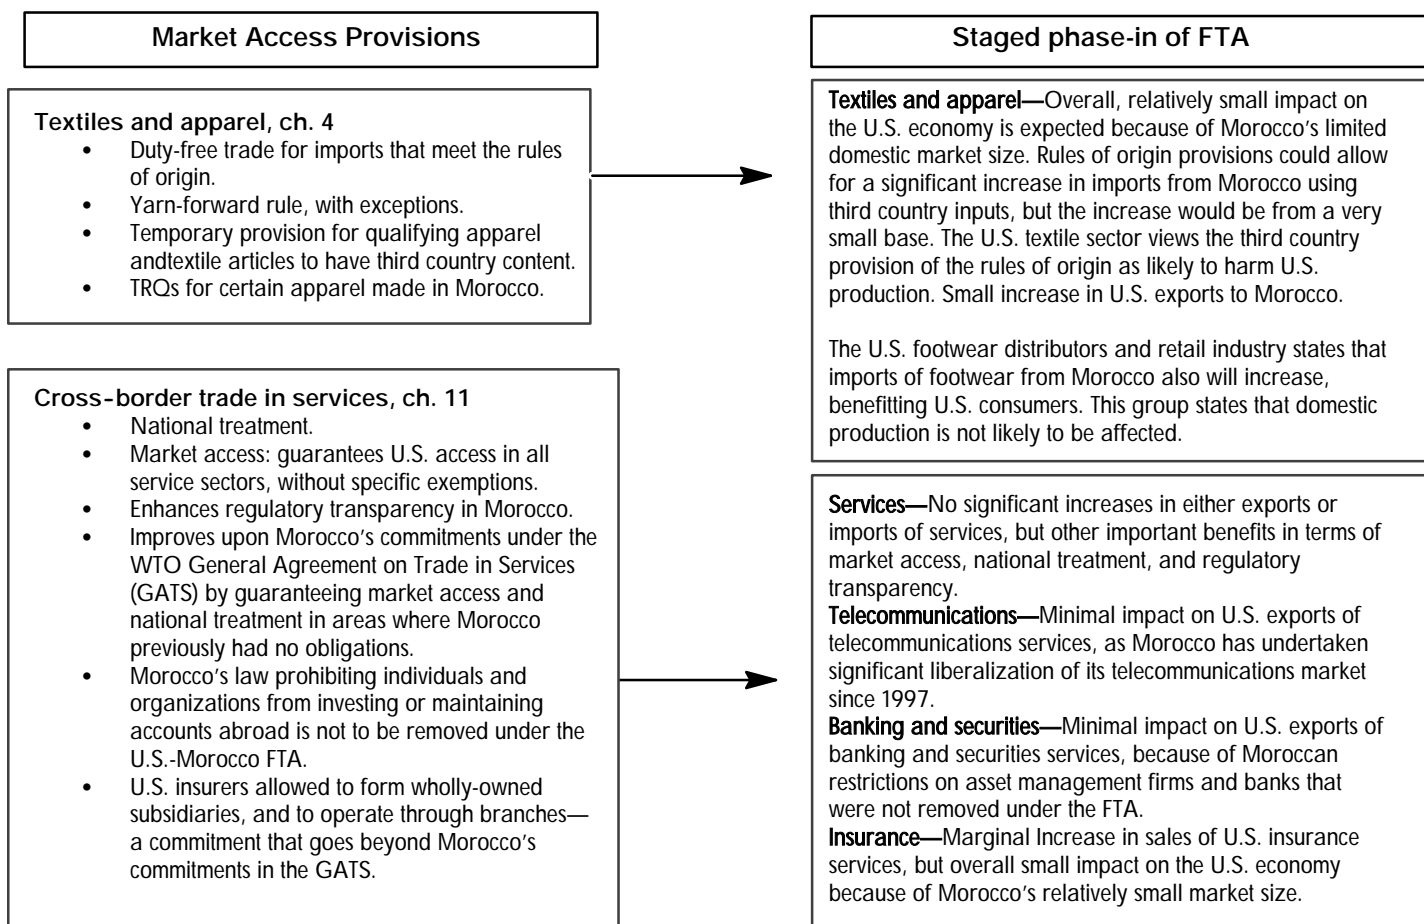 Market Access Provisions
Textiles and apparel, ch. 4
• Duty-free trade for imports that meet the rules
of origin.
• Yarn-forward rule, with exceptions.
• Temporary provision for qualifying apparel
andtextile articles to have third country content.
• TRQs for certain apparel made in Morocco.
Cross-border trade in services, ch. 11
• National treatment.
• Market access: guarantees U.S. access in all
service sectors, without specific exemptions.
• Enhances regulatory transparency in Morocco.
• Improves upon Morocco's commitments under the
WTO General Agreement on Trade in Services
(GATS) by guaranteeing market access and
national treatment in areas where Morocco
previously had no obligations.
• Morocco's law prohibiting individuals and
organizations from investing or maintaining
accounts abroad is not to be removed under the
U.S.-Morocco FTA.
• U.S. insurers allowed to form wholly-owned
subsidiaries, and to operate through branches—
a commitment that goes beyond Morocco's
commitments in the GATS.
Staged phase-in of FTA
Textiles and apparel—Overall, relatively small impact on
the U.S. economy is expected because of Morocco's limited
domestic market size. Rules of origin provisions could allow
for a significant increase in imports from Morocco using
third country inputs, but the increase would be from a very
small base. The U.S. textile sector views the third country
provision of the rules of origin as likely to harm U.S.
production. Small increase in U.S. exports to Morocco.
The U.S. footwear distributors and retail industry states that
imports of footwear from Morocco also will increase,
benefitting U.S. consumers. This group states that domestic
production is not likely to be affected.
Services—No significant increases in either exports or
imports of services, but other important benefits in terms of
market access, national treatment, and regulatory
transparency.
Telecommunications—Minimal impact on U.S. exports of
telecommunications services, as Morocco has undertaken
significant liberalization of its telecommunications market
since 1997.
Banking and securities—Minimal impact on U.S. exports of
banking and securities services, because of Moroccan
restrictions on asset management firms and banks that
were not removed under the FTA.
Insurance—Marginal Increase in sales of U.S. insurance
services, but overall small impact on the U.S. economy
because of Morocco's relatively small market size.